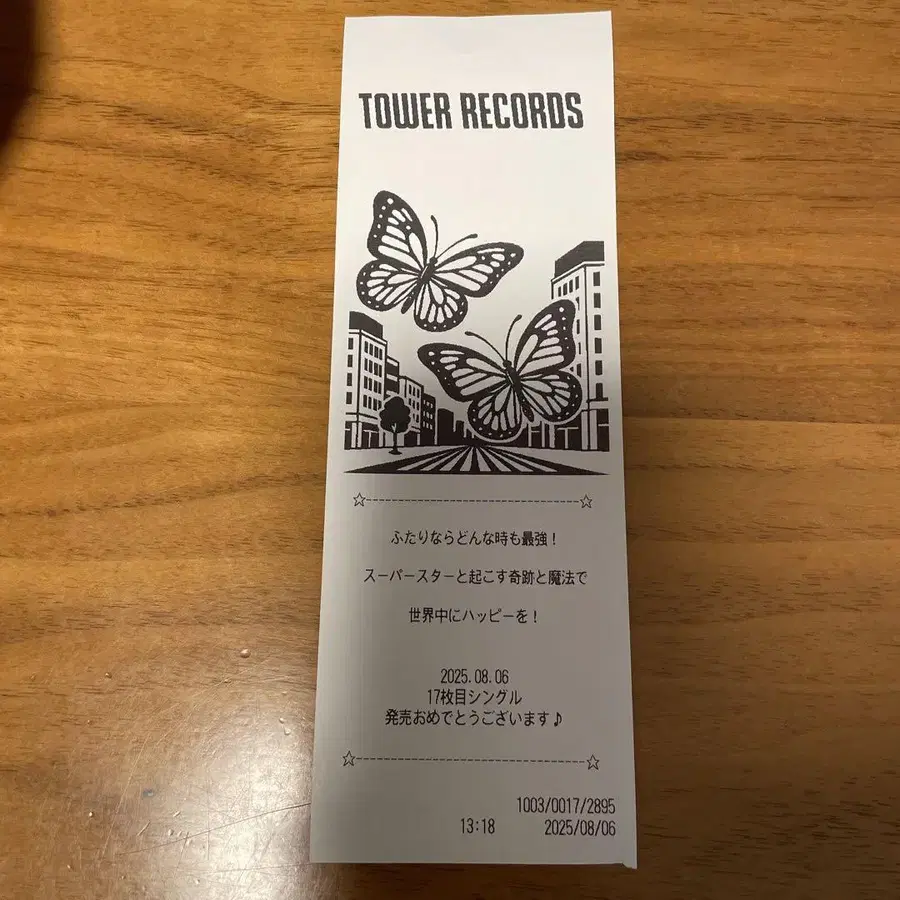 TOWER RECORDS
☆------------------------☆
ふたりならどんな時も最強！
スーパースターと起こす奇跡と魔法で
世界中にハッピーを！
2025.08.06
17枚目シングル
発売おめでとうございます♪
☆------------------------☆
1003/0017/2895
13:18 2025/08/06